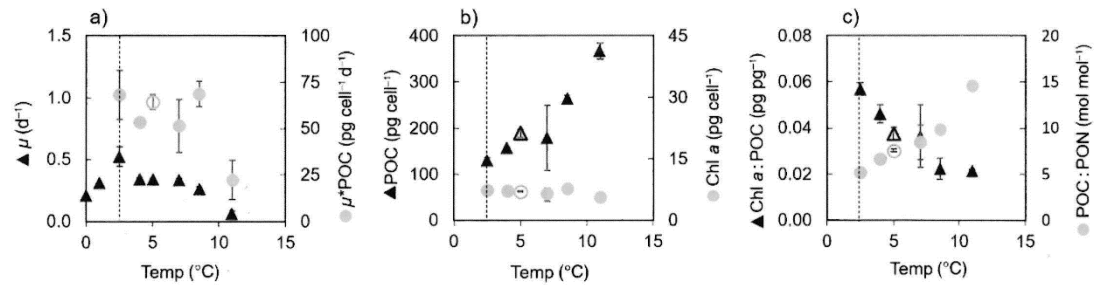 a)
1.5
1.0
0.5
0.0
▲ µ (d⁻¹)
100
75
50
25
0
● µ*POC (pg cell⁻¹ d⁻¹)
0 5 10 15
Temp (°C)
b)
400
300
200
100
0
▲ POC (pg cell⁻¹)
45
30
15
0
● Chl a (pg cell⁻¹)
0 5 10 15
Temp (°C)
c)
0.08
0.06
0.04
0.02
0.00
▲ Chl a : POC (pg pg⁻¹)
20
15
10
5
0
● POC : PON (mol mol⁻¹)
0 5 10 15
Temp (°C)